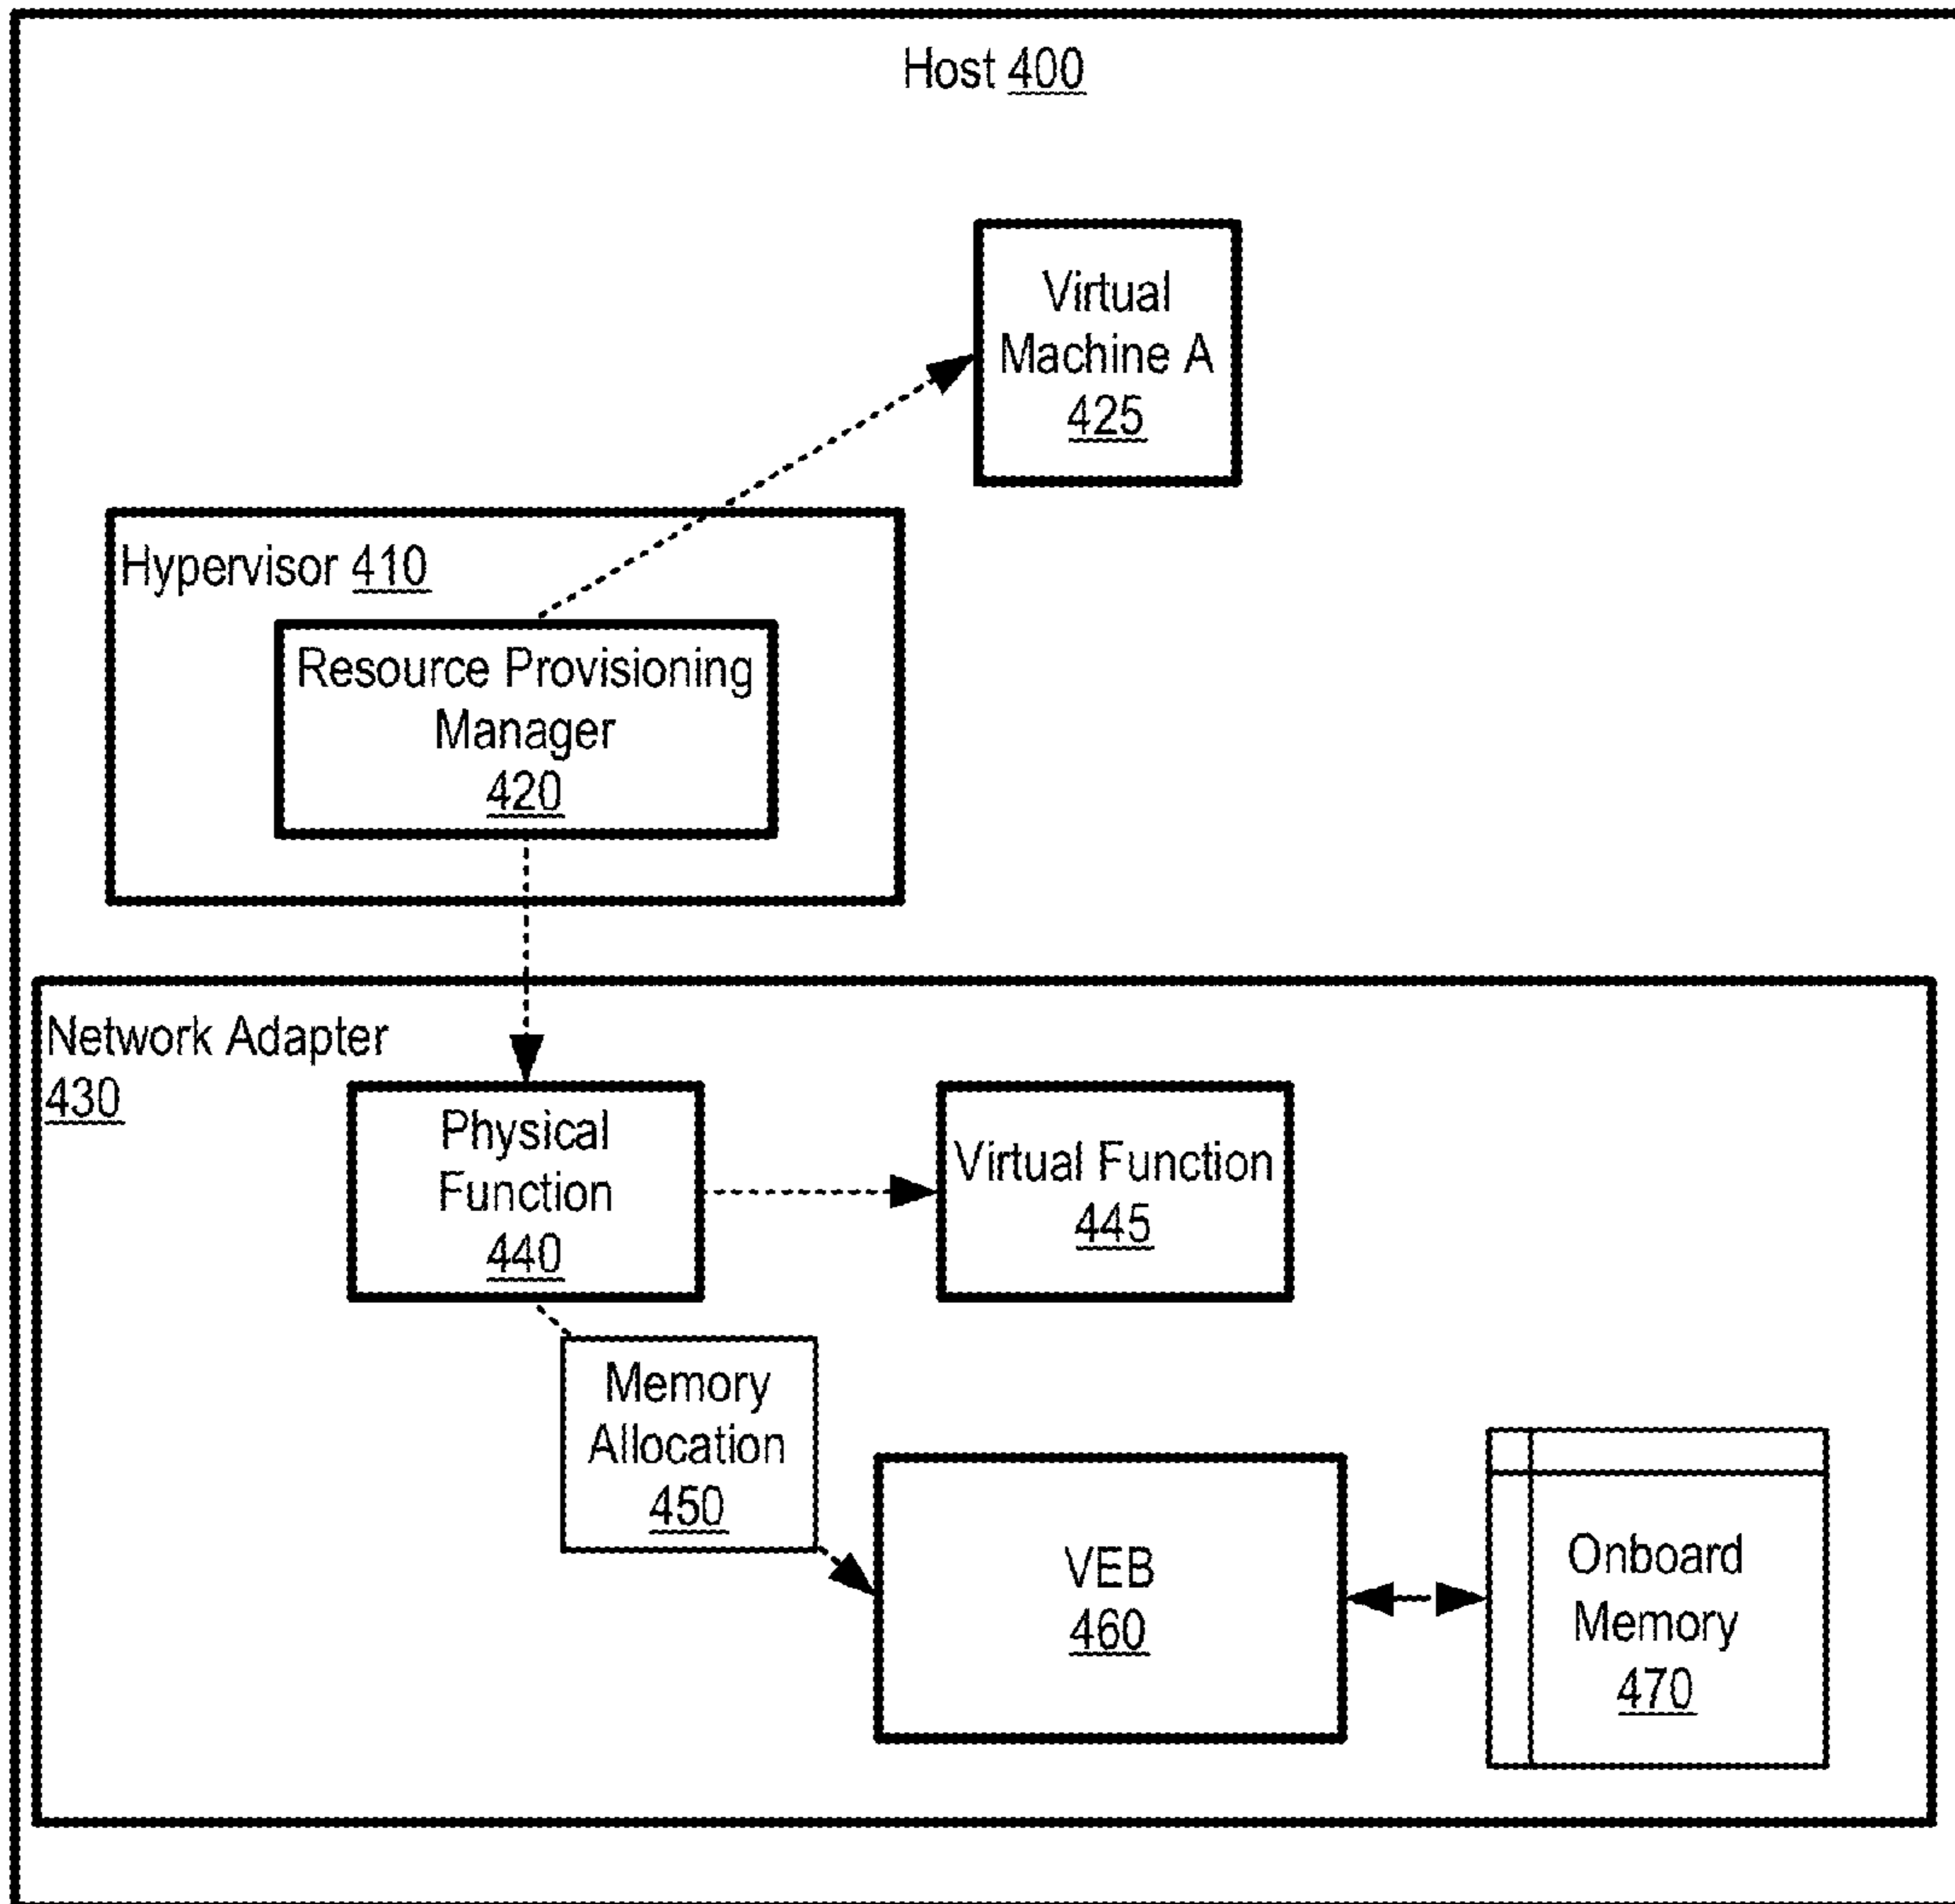 Host 400
Virtual
Machine A
425
Hypervisor 410
Resource Provisioning
Manager
420
Network Adapter
430
Physical
Function
440
Virtual Function
445
Memory
Allocation
450
VEB
460
Onboard
Memory
470